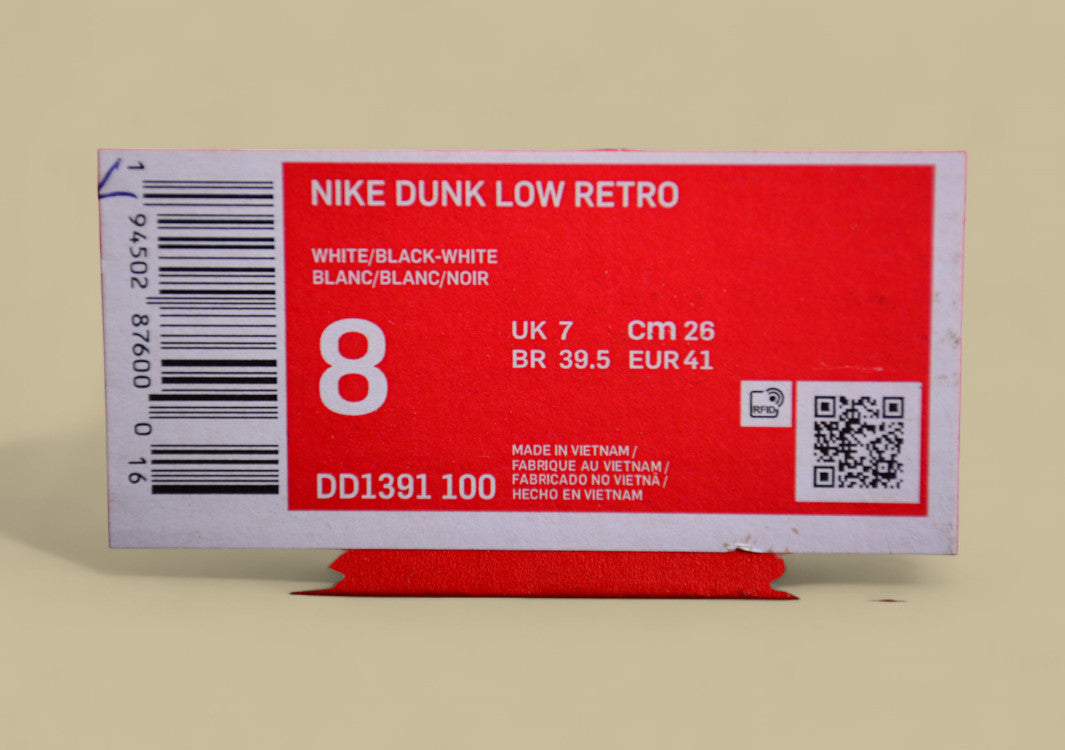 NIKE DUNK LOW RETRO
WHITE/BLACK-WHITE
BLANC/BLANC/NOIR
8
UK 7 cm 26
BR 39.5 EUR 41
RFID
MADE IN VIETNAM /
FABRIQUE AU VIETNAM /
FABRICADO NO VIETNÃ /
HECHO EN VIETNAM
DD1391 100
1 94502 87600 0 16